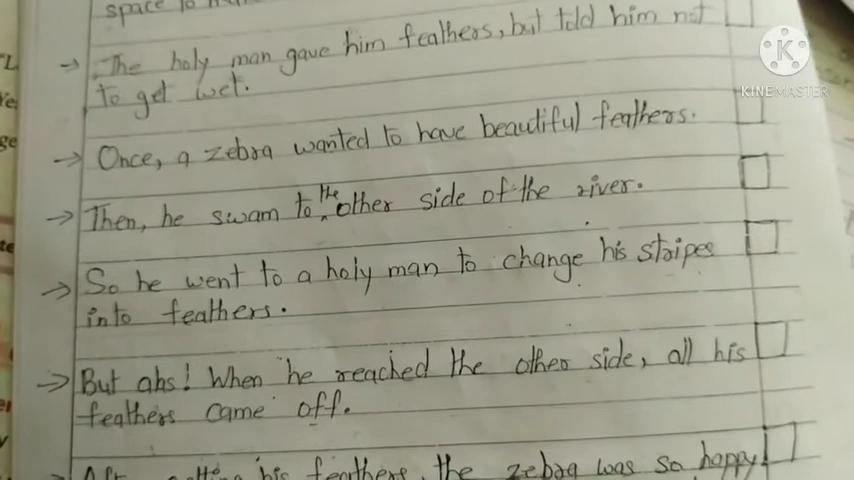 space to
→ The holy man gave him feathers, but told him not
to get wet.
→ Once, a zebra wanted to have beautiful feathers.
→ Then, he swam to the other side of the river.
→ So he went to a holy man to change his stripes
into feathers.
→ But ahs! When he reached the other side, all his
feathers came off.
his feathers, the zebra was so happy
KINEMASTER